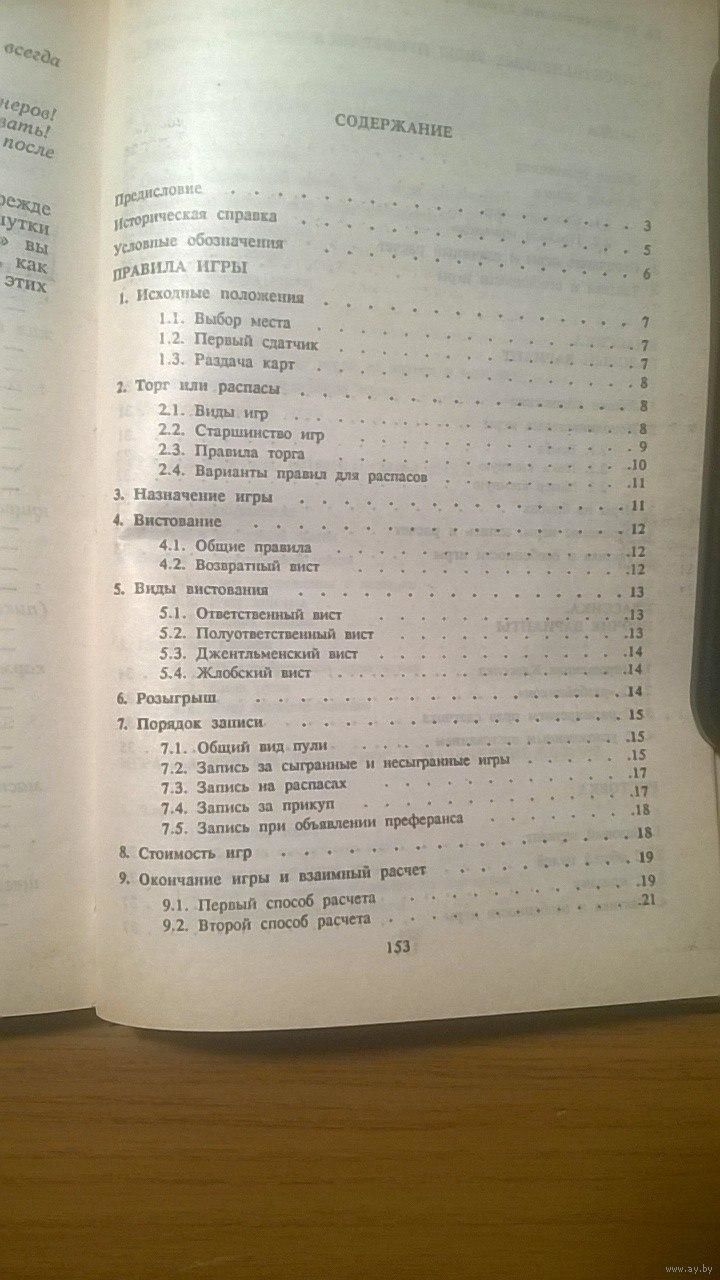 всегда
неров!
вать!
после
режде
шутки
» вы
как
этих
СОДЕРЖАНИЕ
Предисловие . . . . . . . . . . 3
Историческая справка . . . . . . . . . . 5
Условные обозначения . . . . . . . . . . 6
ПРАВИЛА ИГРЫ
1. Исходные положения . . . . . . . . . . 7
1.1. Выбор места . . . . . . . . . . 7
1.2. Первый сдатчик . . . . . . . . . . 7
1.3. Раздача карт . . . . . . . . . . 8
2. Торг или распасы . . . . . . . . . . 8
2.1. Виды игр . . . . . . . . . . 8
2.2. Старшинство игр . . . . . . . . . . 9
2.3. Правила торга . . . . . . . . . . 10
2.4. Варианты правил для распасов . . . . . . . . 11
3. Назначение игры . . . . . . . . . . 11
4. Вистование . . . . . . . . . . 12
4.1. Общие правила . . . . . . . . . . 12
4.2. Возвратный вист . . . . . . . . . . 12
5. Виды вистования . . . . . . . . . . 13
5.1. Ответственный вист . . . . . . . . . . 13
5.2. Полуответственный вист . . . . . . . . . . 13
5.3. Джентльменский вист . . . . . . . . . . 14
5.4. Жлобский вист . . . . . . . . . . 14
6. Розыгрыш . . . . . . . . . . 14
7. Порядок записи . . . . . . . . . . 15
7.1. Общий вид пули . . . . . . . . . . 15
7.2. Запись за сыгранные и несыгранные игры . . . . . 15
7.3. Запись на распасах . . . . . . . . . . 17
7.4. Запись за прикуп . . . . . . . . . . 17
7.5. Запись при объявлении преферанса . . . . . . . 18
8. Стоимость игр . . . . . . . . . . 18
9. Окончание игры и взаимный расчет . . . . . . . . 19
9.1. Первый способ расчета . . . . . . . . . . 19
9.2. Второй способ расчета . . . . . . . . . . 21
153
www.ay.by